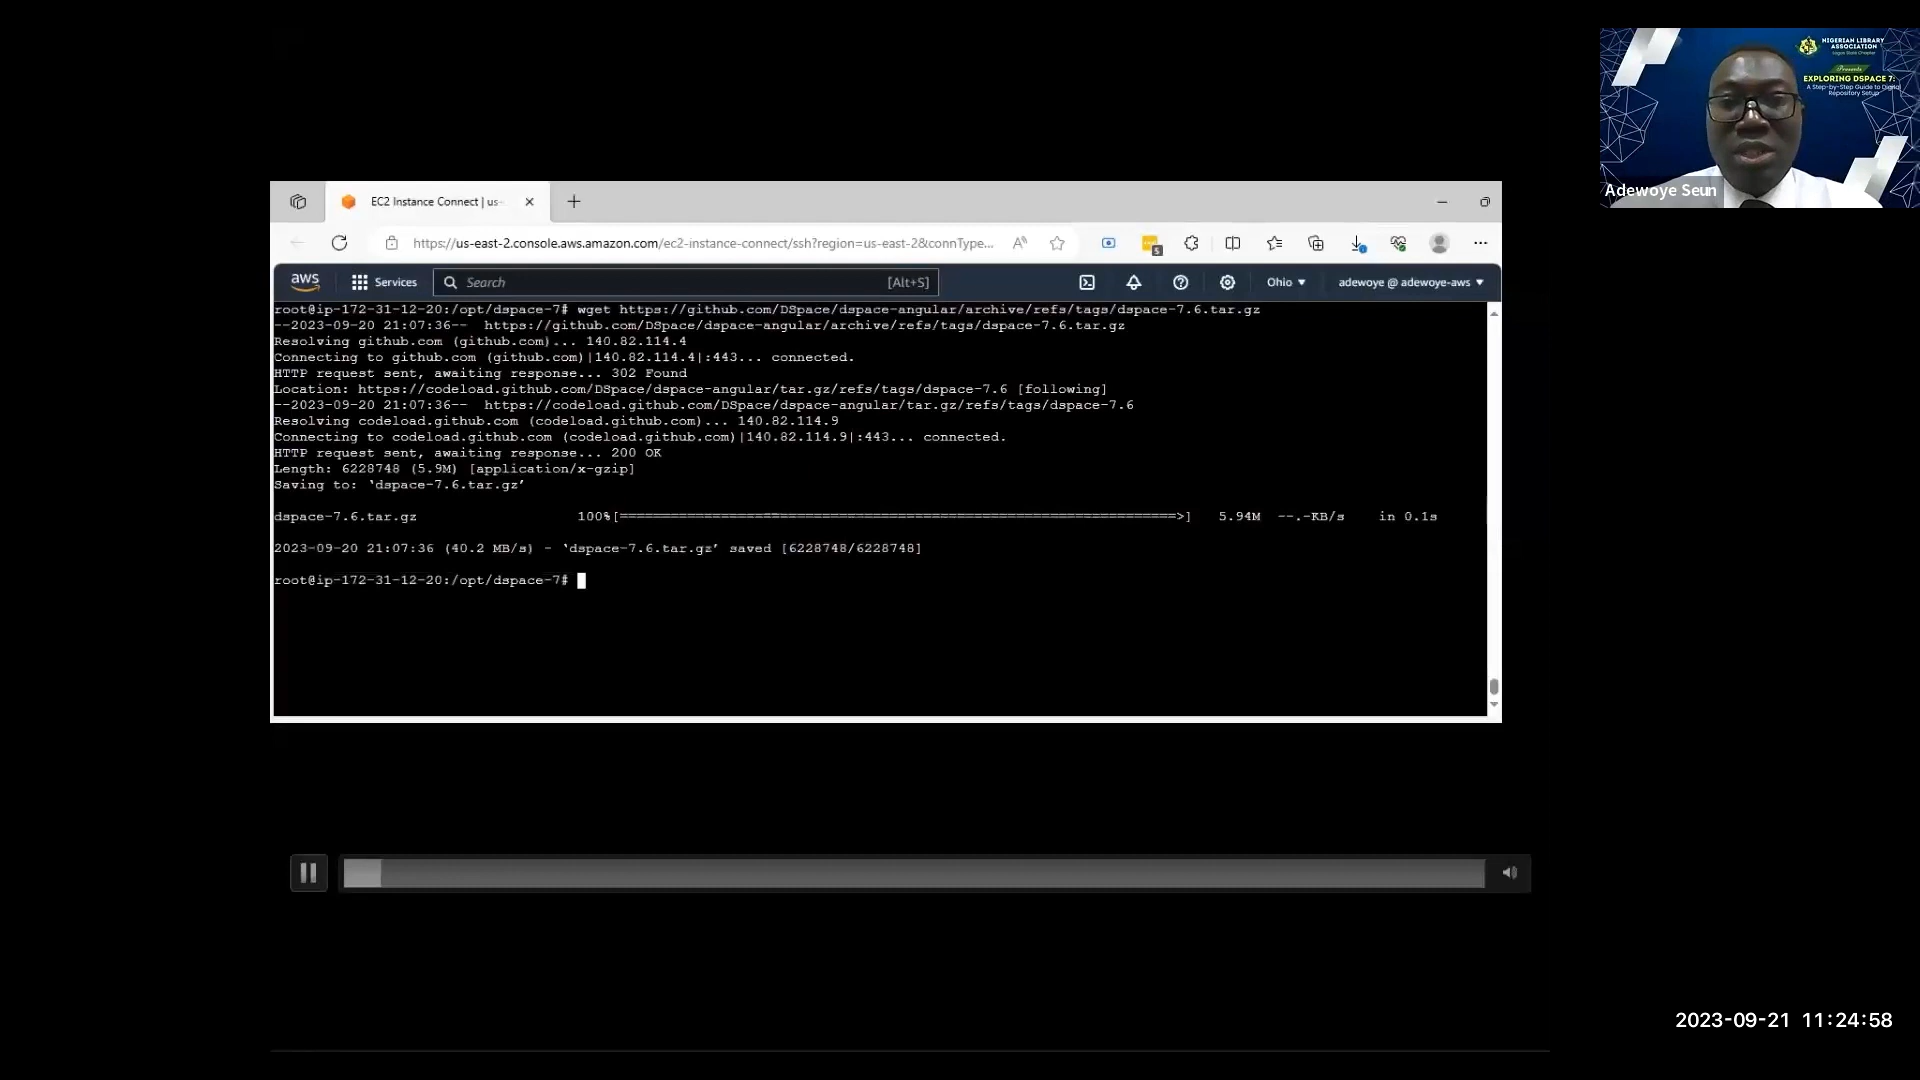 NIGERIAN LIBRARY
ASSOCIATION
Lagos State Chapter
Presents
EXPLORING DSPACE 7:
A Step-by-Step Guide to Digital
Repository Setup
Adewoye Seun
EC2 Instance Connect | us-
https://us-east-2.console.aws.amazon.com/ec2-instance-connect/ssh?region=us-east-2&connType...
aws Services Search [Alt+S] Ohio adewoye @ adewoye-aws
root@ip-172-31-12-20:/opt/dspace-7# wget https://github.com/DSpace/dspace-angular/archive/refs/tags/dspace-7.6.tar.gz
--2023-09-20 21:07:36-- https://github.com/DSpace/dspace-angular/archive/refs/tags/dspace-7.6.tar.gz
Resolving github.com (github.com)... 140.82.114.4
Connecting to github.com (github.com)|140.82.114.4|:443... connected.
HTTP request sent, awaiting response... 302 Found
Location: https://codeload.github.com/DSpace/dspace-angular/tar.gz/refs/tags/dspace-7.6 [following]
--2023-09-20 21:07:36-- https://codeload.github.com/DSpace/dspace-angular/tar.gz/refs/tags/dspace-7.6
Resolving codeload.github.com (codeload.github.com)... 140.82.114.9
Connecting to codeload.github.com (codeload.github.com)|140.82.114.9|:443... connected.
HTTP request sent, awaiting response... 200 OK
Length: 6228748 (5.9M) [application/x-gzip]
Saving to: ‘dspace-7.6.tar.gz’
dspace-7.6.tar.gz 100%[==================================================================>] 5.94M --.-KB/s in 0.1s
2023-09-20 21:07:36 (40.2 MB/s) - ‘dspace-7.6.tar.gz’ saved [6228748/6228748]
root@ip-172-31-12-20:/opt/dspace-7#
2023-09-21 11:24:58